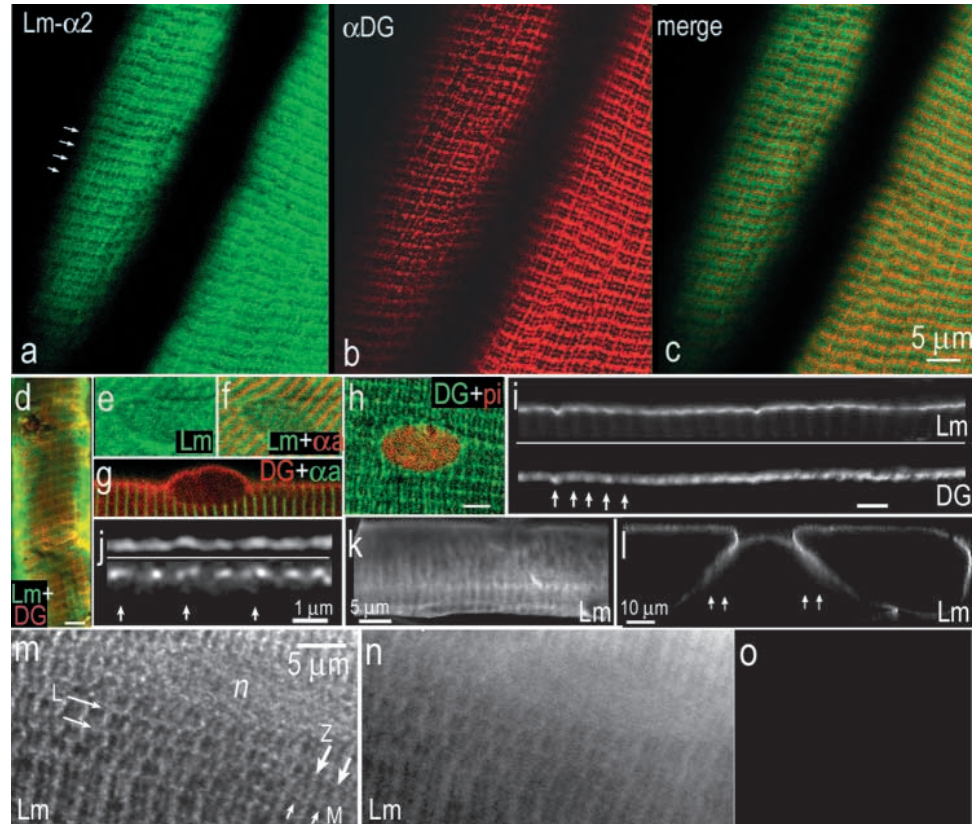 Lm-α2
αDG
merge
a
b
c
5 μm
d
Lm+
DG
e
Lm
f
Lm+αa
g
DG+αa
h
DG+pi
i
Lm
DG
j
1 μm
k
5 μm
Lm
l
10 μm
Lm
m
5 μm
n
L
Z
M
Lm
n
Lm
o